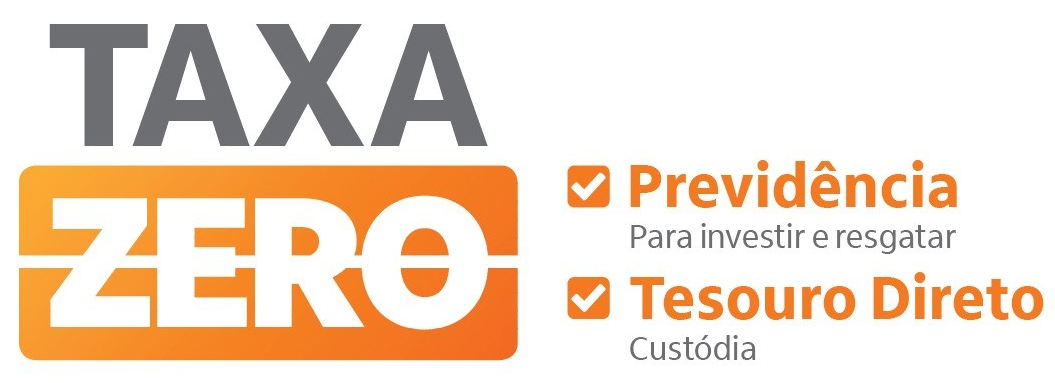 TAXA
ZERO
Previdência
Para investir e resgatar
Tesouro Direto
Custódia